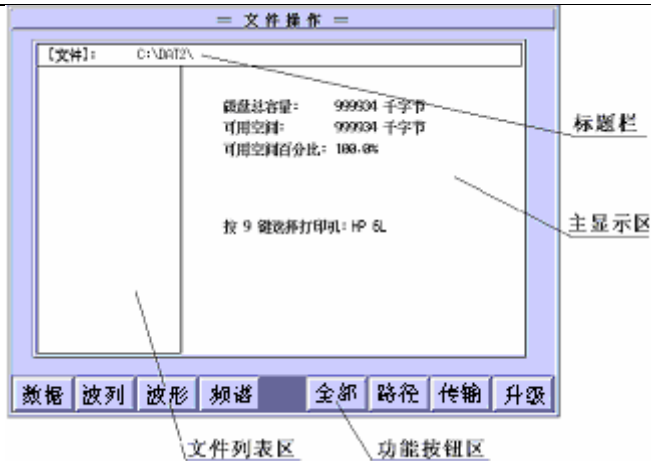 = 文件操作 =
【文件】: C:\DAT2\
磁盘总容量: 999934 千字节
可用空间: 999934 千字节
可用空间百分比: 100.0%
按 9 键选择打印机: HP 6L
标题栏
主显示区
数据 波列 波形 频谱 全部 路径 传输 升级
文件列表区 功能按钮区